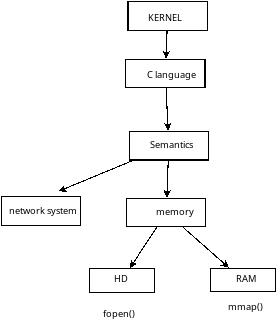 KERNEL
C language
Semantics
network system
memory
HD
RAM
fopen()
mmap()